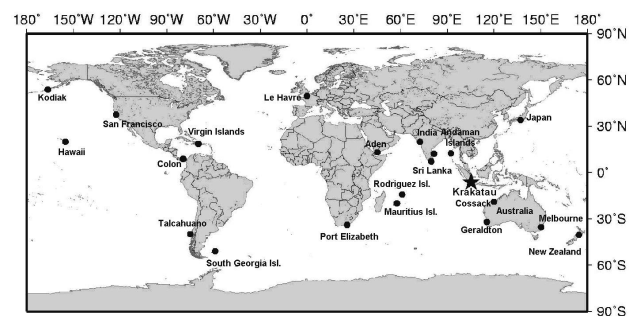 180° 150° 120° 90° 60° 30° 0° 30° 60° 90° 120° 150° 180°
90°N
60°N
30°N
0°
30°S
60°S
90°S
Kodiak
San Francisco
Hawaii
Virgin Islands
Colon
Talcahuano
South Georgia Isl.
Le Havre
Aden
Rodriguez Isl.
Mauritius Isl.
Port Elizabeth
India
Andaman
Islands
Sri Lanka
Japan
Krakatau
Cossack
Australia
Geraldton
Melbourne
New Zealand